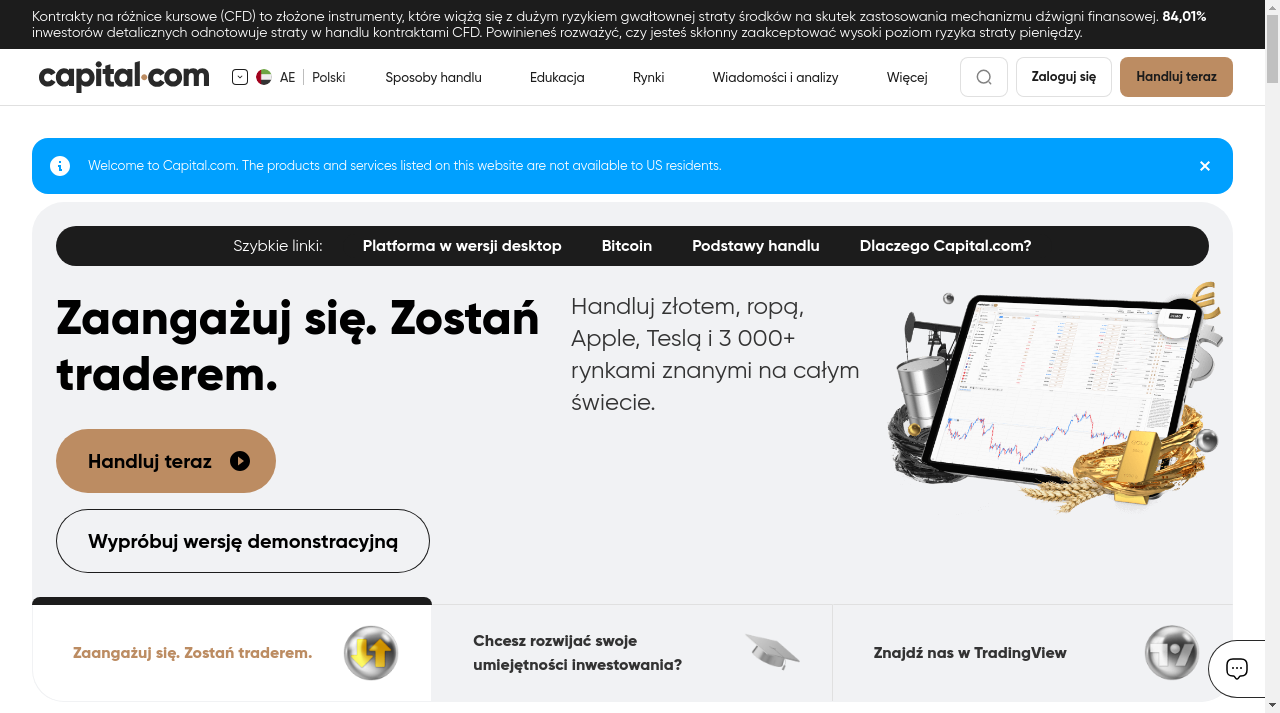 Kontrakty na różnice kursowe (CFD) to złożone instrumenty, które wiążą się z dużym ryzykiem gwałtownej straty środków na skutek zastosowania mechanizmu dźwigni finansowej. 84,01%
inwestorów detalicznych odnotowuje straty w handlu kontraktami CFD. Powinieneś rozważyć, czy jesteś skłonny zaakceptować wysoki poziom ryzyka straty pieniędzy.
capital.com
AE Polski
Sposoby handlu
Edukacja
Rynki
Wiadomości i analizy
Więcej
Zaloguj się
Handluj teraz
Welcome to Capital.com. The products and services listed on this website are not available to US residents.
Szybkie linki:
Platforma w wersji desktop
Bitcoin
Podstawy handlu
Dlaczego Capital.com?
Zaangażuj się. Zostań
traderem.
Handluj złotem, ropą,
Apple, Teslą i 3 000+
rynkami znanymi na całym
świecie.
Handluj teraz
Wypróbuj wersję demonstracyjną
Zaangażuj się. Zostań traderem.
Chcesz rozwijać swoje
umiejętności inwestowania?
Znajdź nas w TradingView